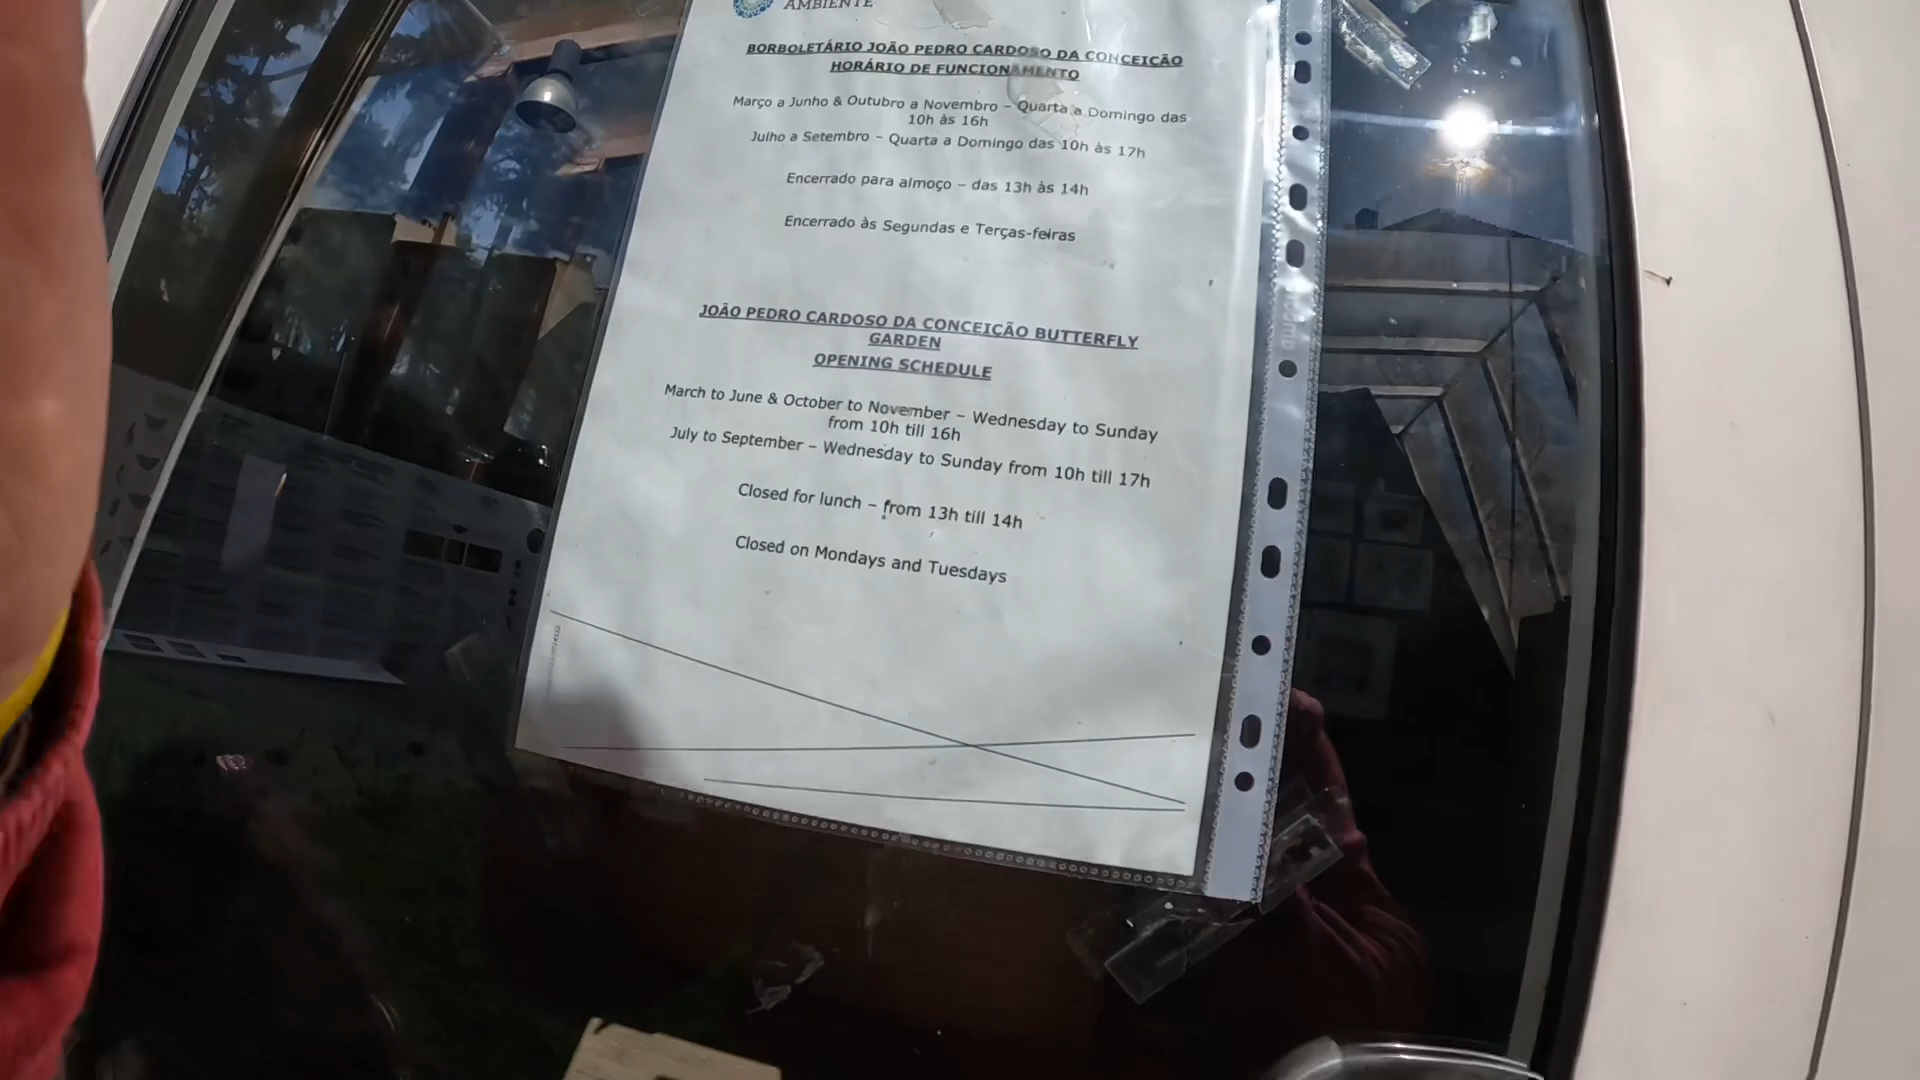 AMBIENTE
BORBOLETÁRIO JOÃO PEDRO CARDOSO DA CONCEIÇÃO
HORÁRIO DE FUNCIONAMENTO
Março a Junho & Outubro a Novembro – Quarta a Domingo das
10h às 16h
Julho a Setembro – Quarta a Domingo das 10h às 17h
Encerrado para almoço – das 13h às 14h
Encerrado às Segundas e Terças-feiras
JOÃO PEDRO CARDOSO DA CONCEIÇÃO BUTTERFLY
GARDEN
OPENING SCHEDULE
March to June & October to November – Wednesday to Sunday
from 10h till 16h
July to September – Wednesday to Sunday from 10h till 17h
Closed for lunch – from 13h till 14h
Closed on Mondays and Tuesdays